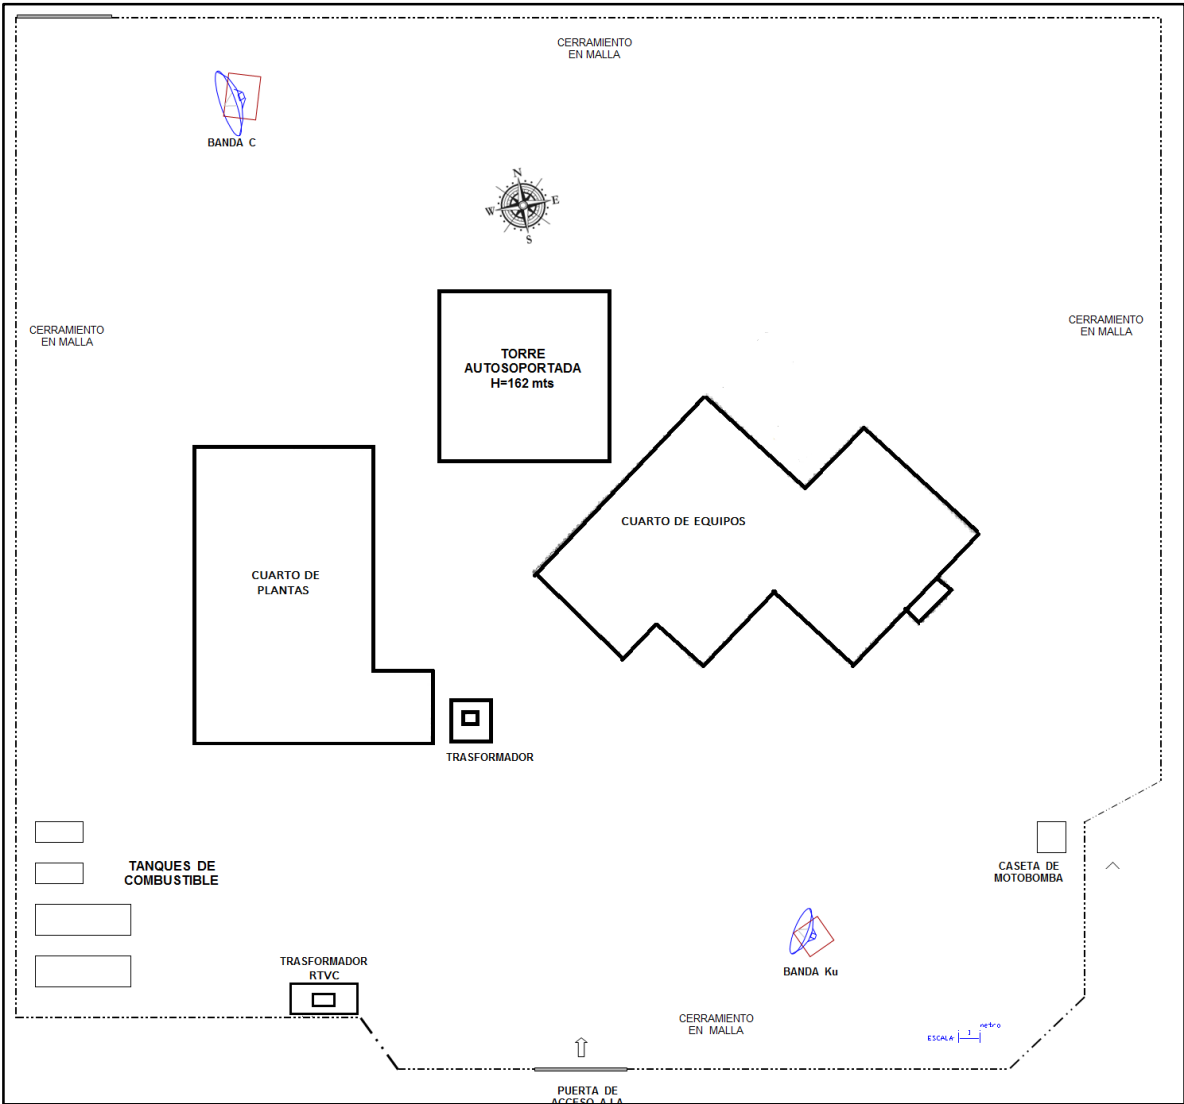 CERRAMIENTO
EN MALLA
BANDA C
N
W
E
S
CERRAMIENTO
EN MALLA
CERRAMIENTO
EN MALLA
TORRE
AUTOSOPORTADA
H=162 mts
CUARTO DE EQUIPOS
CUARTO DE
PLANTAS
TRASFORMADOR
TANQUES DE
COMBUSTIBLE
CASETA DE
MOTOBOMBA
TRASFORMADOR
RTVC
BANDA Ku
CERRAMIENTO
EN MALLA
ESCALA 1 metro
PUERTA DE
ACCESO A LA